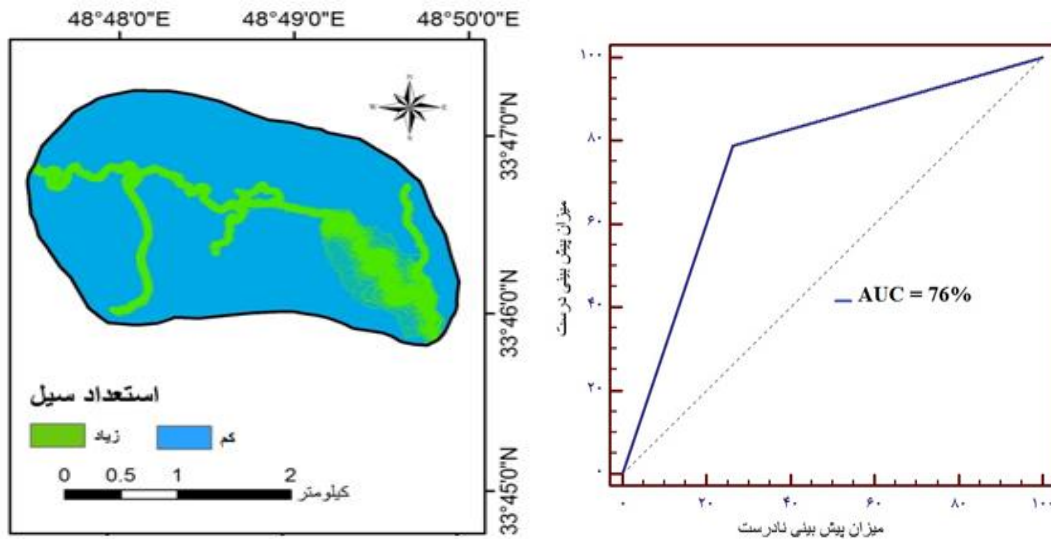 48°48'0"E 48°49'0"E 48°50'0"E
33°47'0"N
33°46'0"N
33°45'0"N
N
W E
S
استعداد سیل
زیاد
کم
0 0.5 1 2
کیلومتر
۱۰۰
۸۰
۶۰
۴۰
۲۰
۰
میزان پیش بینی درست
AUC = 76%
۰ ۲۰ ۴۰ ۶۰ ۸۰ ۱۰۰
میزان پیش بینی نادرست